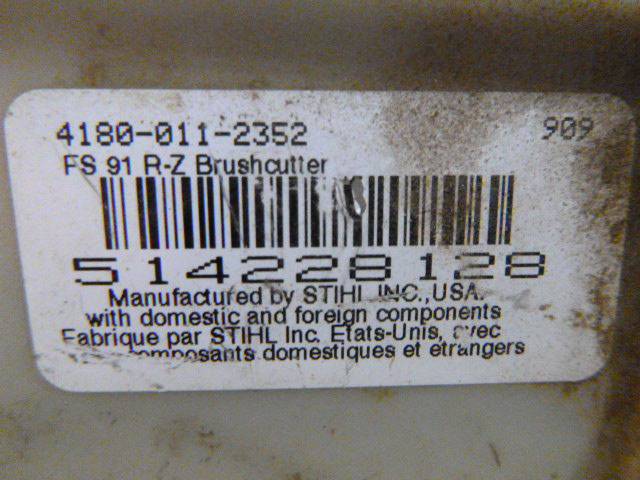 4180-011-2352 909
FS 91 R-Z Brushcutter
514228128
Manufactured by STIHL INC., USA.
with domestic and foreign components
Fabrique par STIHL Inc. Etats-Unis, avec
composants domestiques et etrangers